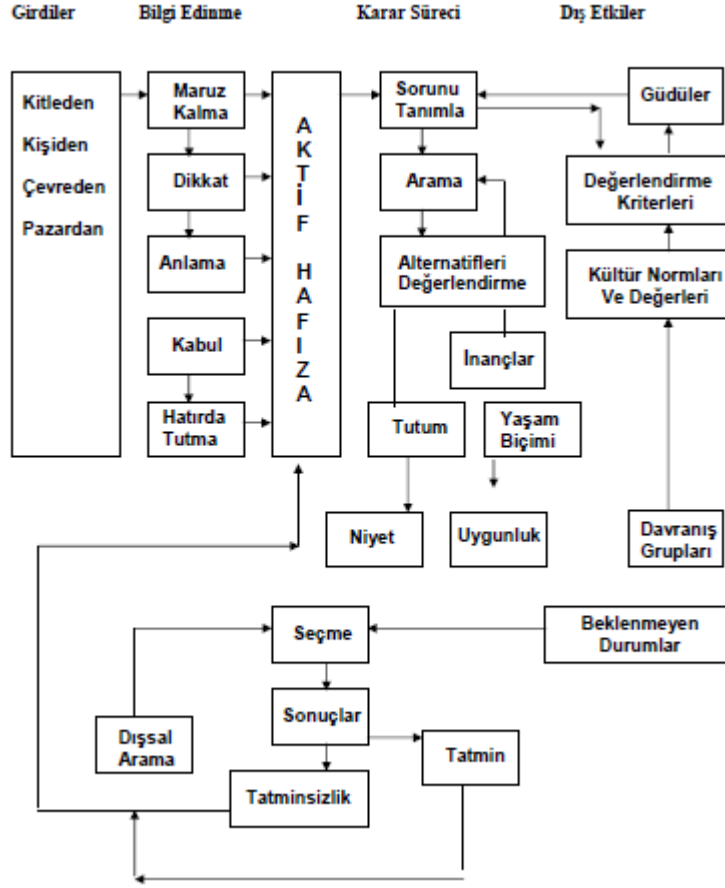 Girdiler
Bilgi Edinme
Karar Süreci
Dış Etkiler
Kitleden
Kişiden
Çevreden
Pazardan
Maruz
Kalma
Dikkat
Anlama
Kabul
Hatırda
Tutma
AKTİF HAFIZA
Sorunu
Tanımla
Arama
Alternatifleri
Değerlendirme
İnançlar
Tutum
Yaşam
Biçimi
Niyet
Uygunluk
Güdüler
Değerlendirme
Kriterleri
Kültür Normları
Ve Değerleri
Davranış
Grupları
Seçme
Beklenmeyen
Durumlar
Sonuçlar
Dışsal
Arama
Tatmin
Tatminsizlik